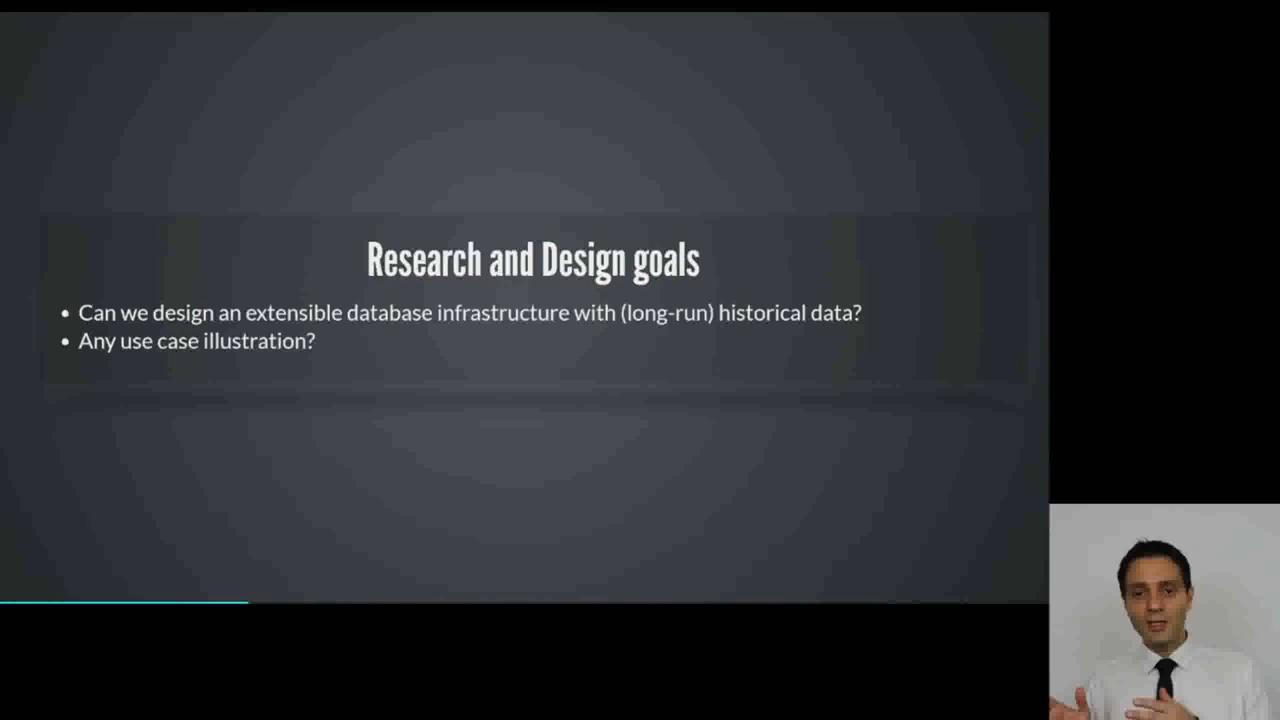 Research and Design goals
• Can we design an extensible database infrastructure with (long-run) historical data?
• Any use case illustration?